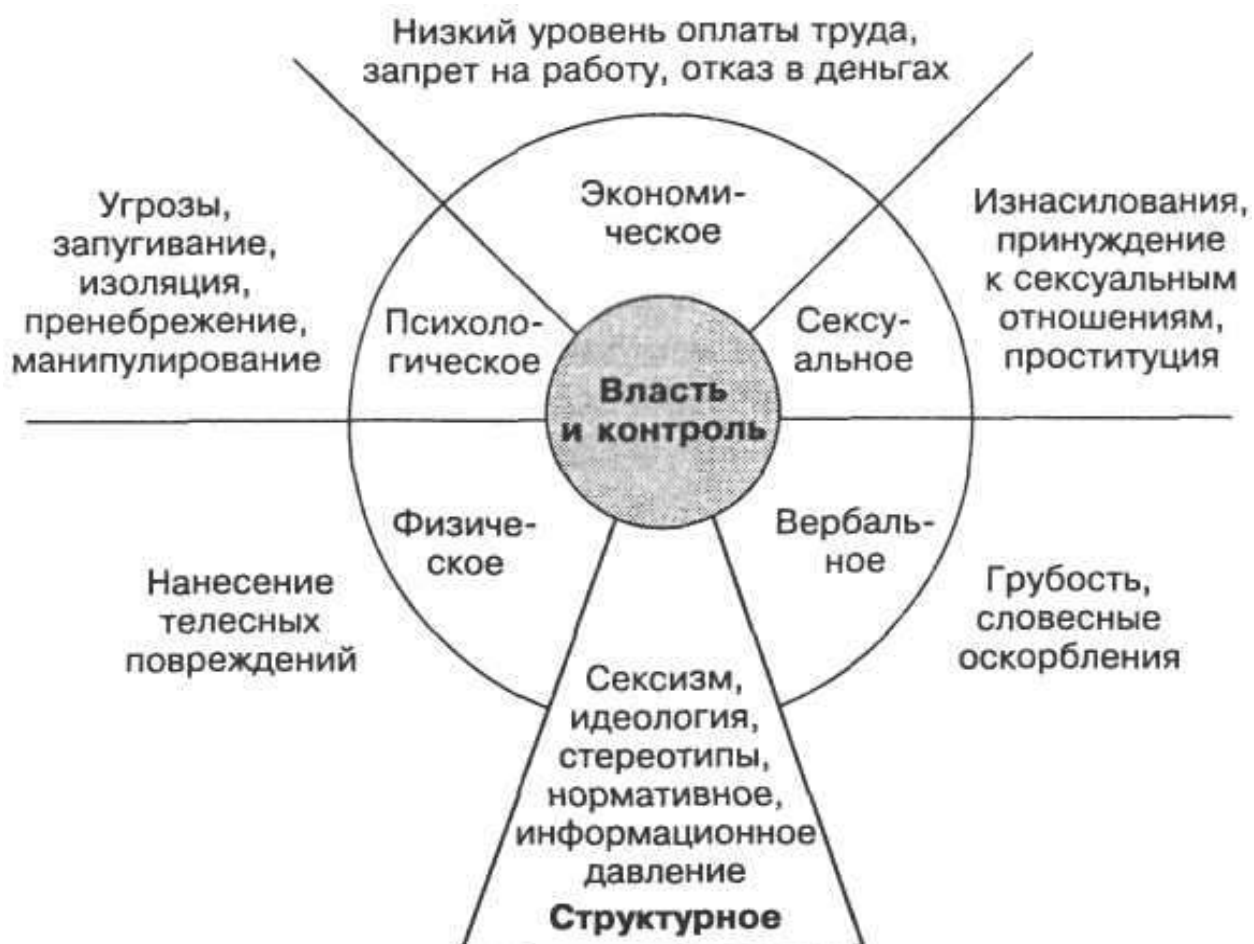 Низкий уровень оплаты труда,
запрет на работу, отказ в деньгах
Экономи-
ческое
Угрозы,
запугивание,
изоляция,
пренебрежение,
манипулирование
Психоло-
гическое
Сексу-
альное
Изнасилования,
принуждение
к сексуальным
отношениям,
проституция
Власть
и контроль
Физиче-
ское
Вербаль-
ное
Нанесение
телесных
повреждений
Грубость,
словесные
оскорбления
Сексизм,
идеология,
стереотипы,
нормативное,
информационное
давление
Структурное